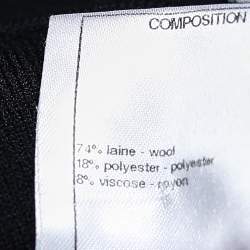 COMPOSITION
74% laine - wool
18% polyester - polyester
8% viscose - rayon